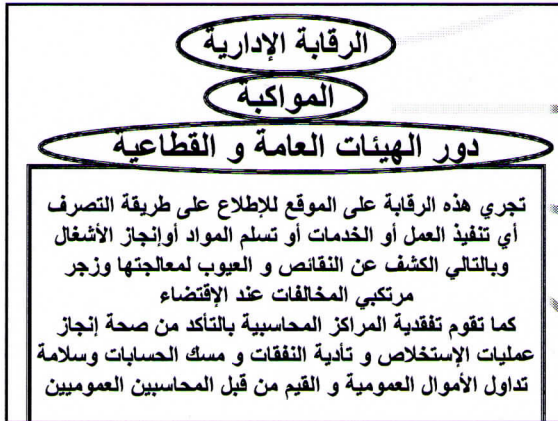 الرقابة الإدارية
المواكبة
دور الهيئات العامة و القطاعية
تجري هذه الرقابة على الموقع للإطلاع على طريقة التصرف
أي تنفيذ العمل أو الخدمات أو تسلم المواد أوإنجاز الأشغال
وبالتالي الكشف عن النقائص و العيوب لمعالجتها وزجر
مرتكبي المخالفات عند الإقتضاء
كما تقوم تفقدية المراكز المحاسبية بالتأكد من صحة إنجاز
عمليات الإستخلاص و تأدية النفقات و مسك الحسابات وسلامة
تداول الأموال العمومية و القيم من قبل المحاسبين العموميين